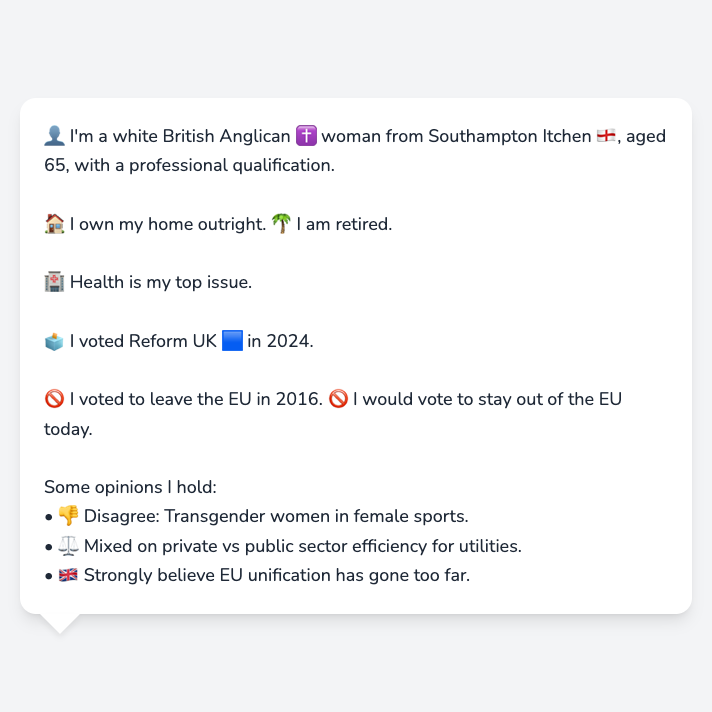 👤 I'm a white British Anglican ✝️ woman from Southampton Itchen 🏴󠁧󠁢󠁥󠁮󠁧󠁿, aged
65, with a professional qualification.
🏠 I own my home outright. 🌴 I am retired.
🏥 Health is my top issue.
🗳️ I voted Reform UK 🟦 in 2024.
🚫 I voted to leave the EU in 2016. 🚫 I would vote to stay out of the EU
today.
Some opinions I hold:
• 👎 Disagree: Transgender women in female sports.
• ⚖️ Mixed on private vs public sector efficiency for utilities.
• 🇬🇧 Strongly believe EU unification has gone too far.